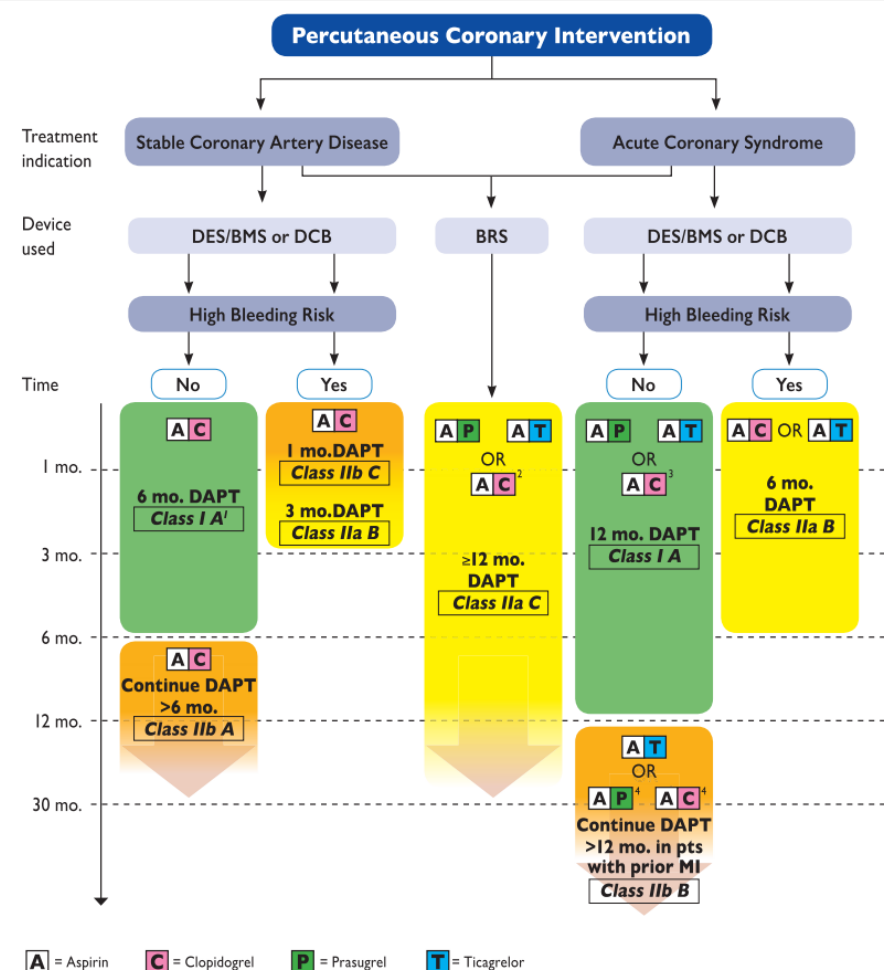 Percutaneous Coronary Intervention
Treatment
indication
Stable Coronary Artery Disease
Acute Coronary Syndrome
Device
used
DES/BMS or DCB
BRS
DES/BMS or DCB
High Bleeding Risk
High Bleeding Risk
Time
No
Yes
No
Yes
1 mo.
3 mo.
6 mo.
12 mo.
30 mo.
A C
6 mo. DAPT
Class I A¹
A C
Continue DAPT
>6 mo.
Class IIb A
A C
1 mo.DAPT
Class IIb C
3 mo.DAPT
Class IIa B
A P A T
OR
A C ²
≥12 mo.
DAPT
Class IIa C
A P A T
OR
A C ³
12 mo. DAPT
Class I A
A T
OR
A P ⁴ A C ⁴
Continue DAPT
>12 mo. in pts
with prior MI
Class IIb B
A C OR A T
6 mo.
DAPT
Class IIa B
A = Aspirin C = Clopidogrel P = Prasugrel T = Ticagrelor